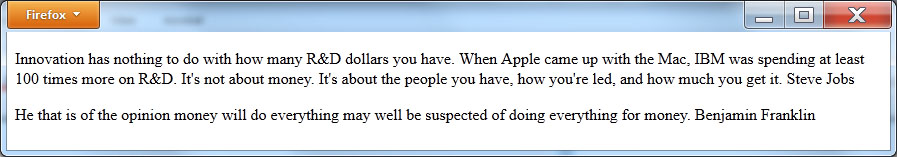 Firefox
Innovation has nothing to do with how many R&D dollars you have. When Apple came up with the Mac, IBM was spending at least
100 times more on R&D. It's not about money. It's about the people you have, how you're led, and how much you get it. Steve Jobs
He that is of the opinion money will do everything may well be suspected of doing everything for money. Benjamin Franklin